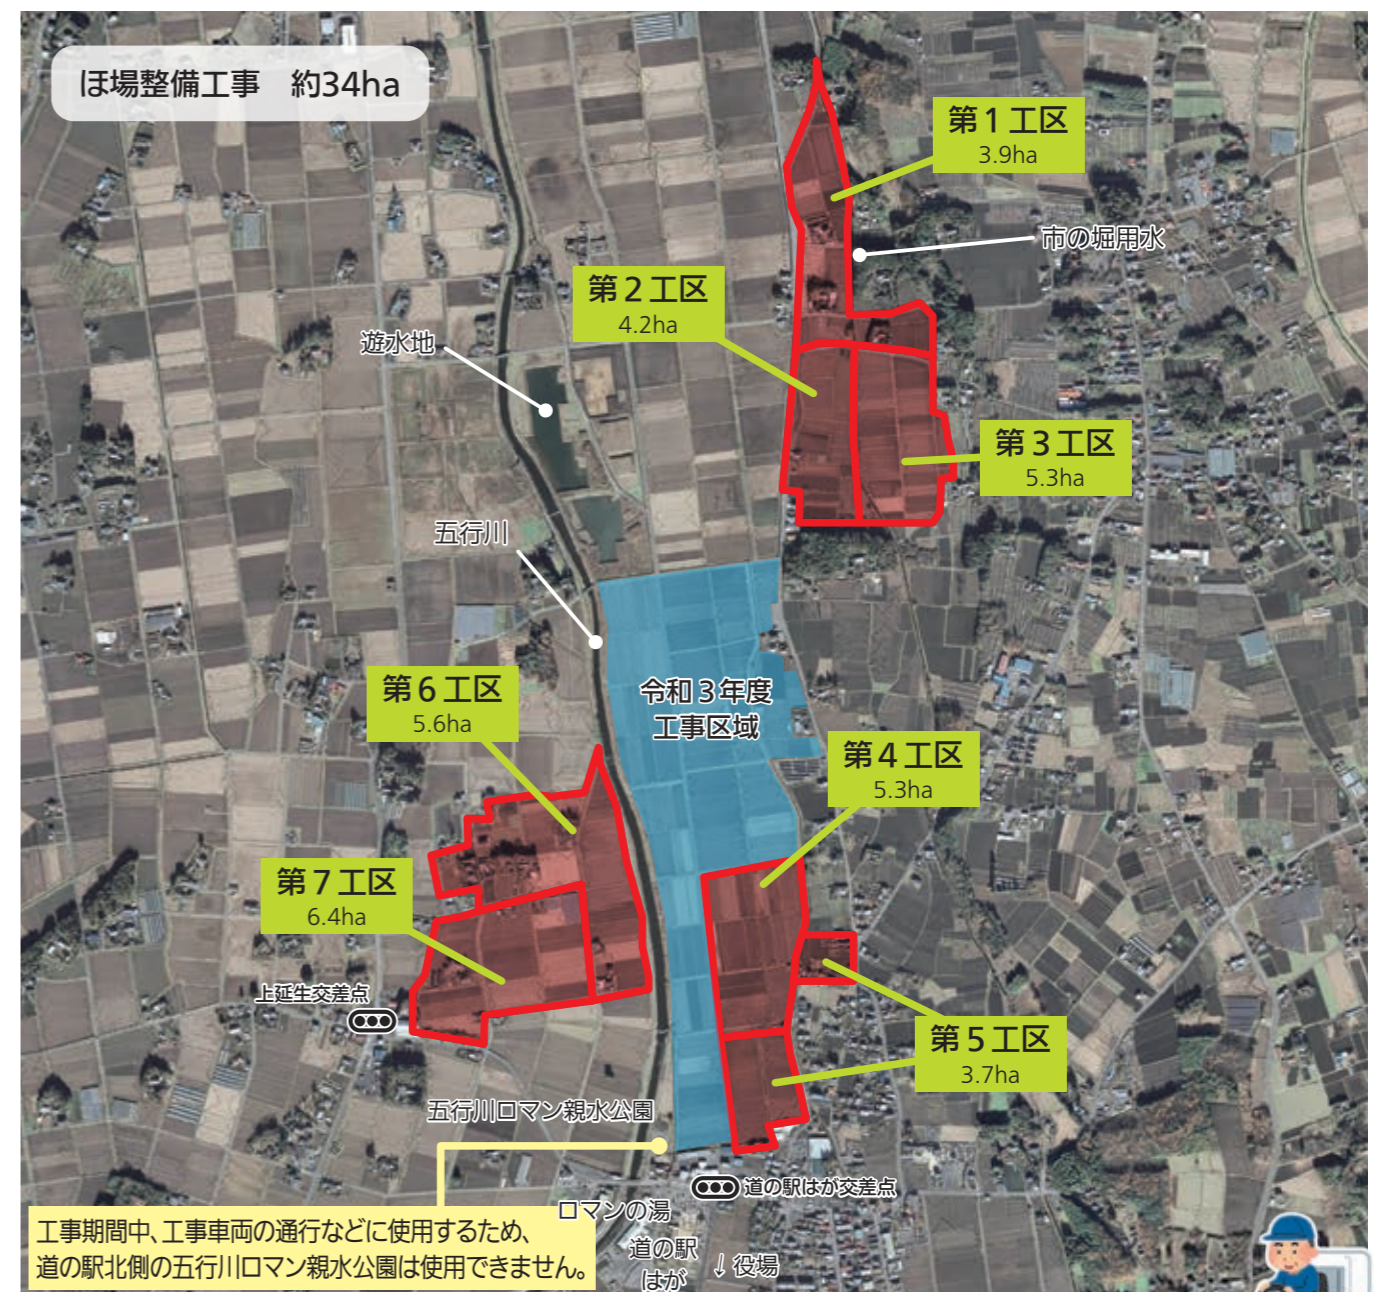 ほ場整備工事　約34ha
第1工区
3.9ha
市の堀用水
第2工区
4.2ha
遊水地
第3工区
5.3ha
五行川
令和3年度
工事区域
第6工区
5.6ha
第4工区
5.3ha
第7工区
6.4ha
上延生交差点
第5工区
3.7ha
五行川ロマン親水公園
道の駅はが交差点
ロマンの湯
道の駅
はが
↓役場
工事期間中、工事車両の通行などに使用するため、
道の駅北側の五行川ロマン親水公園は使用できません。